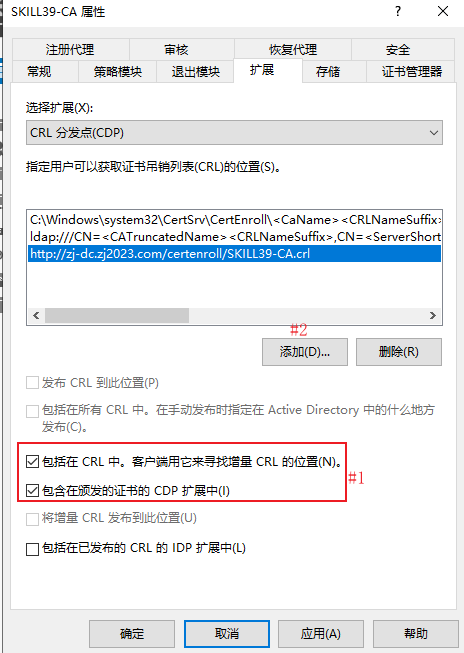 SKILL39-CA 属性
? ×
注册代理 审核 恢复代理 安全
常规 策略模块 退出模块 扩展 存储 证书管理器
选择扩展(X):
CRL 分发点(CDP)
指定用户可以获取证书吊销列表(CRL)的位置(S)。
C:\Windows\system32\CertSrv\CertEnroll\<CaName><CRLNameSuffix>
ldap:///CN=<CATruncatedName><CRLNameSuffix>,CN=<ServerShort
http://zj-dc.zj2023.com/certenroll/SKILL39-CA.crl
#2
添加(D)... 删除(R)
发布 CRL 到此位置(P)
包括在所有 CRL 中。在手动发布时指定在 Active Directory 中的什么地方
发布(C)。
包括在 CRL 中。客户端用它来寻找增量 CRL 的位置(N)。
#1
包含在颁发的证书的 CDP 扩展中(I)
将增量 CRL 发布到此位置(U)
包括在已发布的 CRL 的 IDP 扩展中(L)
确定 取消 应用(A) 帮助